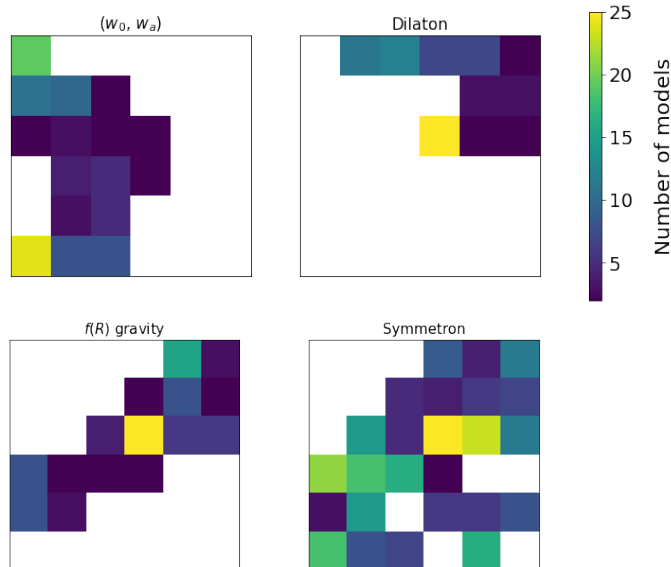 (w₀, wₐ)
Dilaton
25
20
15
10
5
Number of models
f(R) gravity
Symmetron